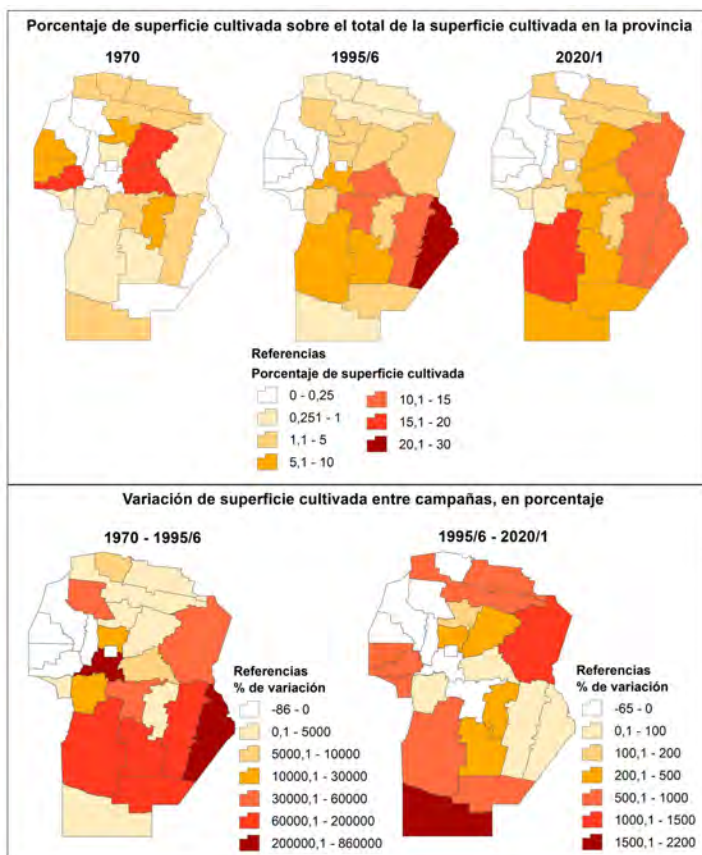 Porcentaje de superficie cultivada sobre el total de la superficie cultivada en la provincia
1970
1995/6
2020/1
Referencias
Porcentaje de superficie cultivada
0 - 0,25
0,251 - 1
1,1 - 5
5,1 - 10
10,1 - 15
15,1 - 20
20,1 - 30
Variación de superficie cultivada entre campañas, en porcentaje
1970 - 1995/6
1995/6 - 2020/1
Referencias
% de variación
-86 - 0
0,1 - 5000
5000,1 - 10000
10000,1 - 30000
30000,1 - 60000
60000,1 - 200000
200000,1 - 860000
Referencias
% de variación
-65 - 0
0,1 - 100
100,1 - 200
200,1 - 500
500,1 - 1000
1000,1 - 1500
1500,1 - 2200